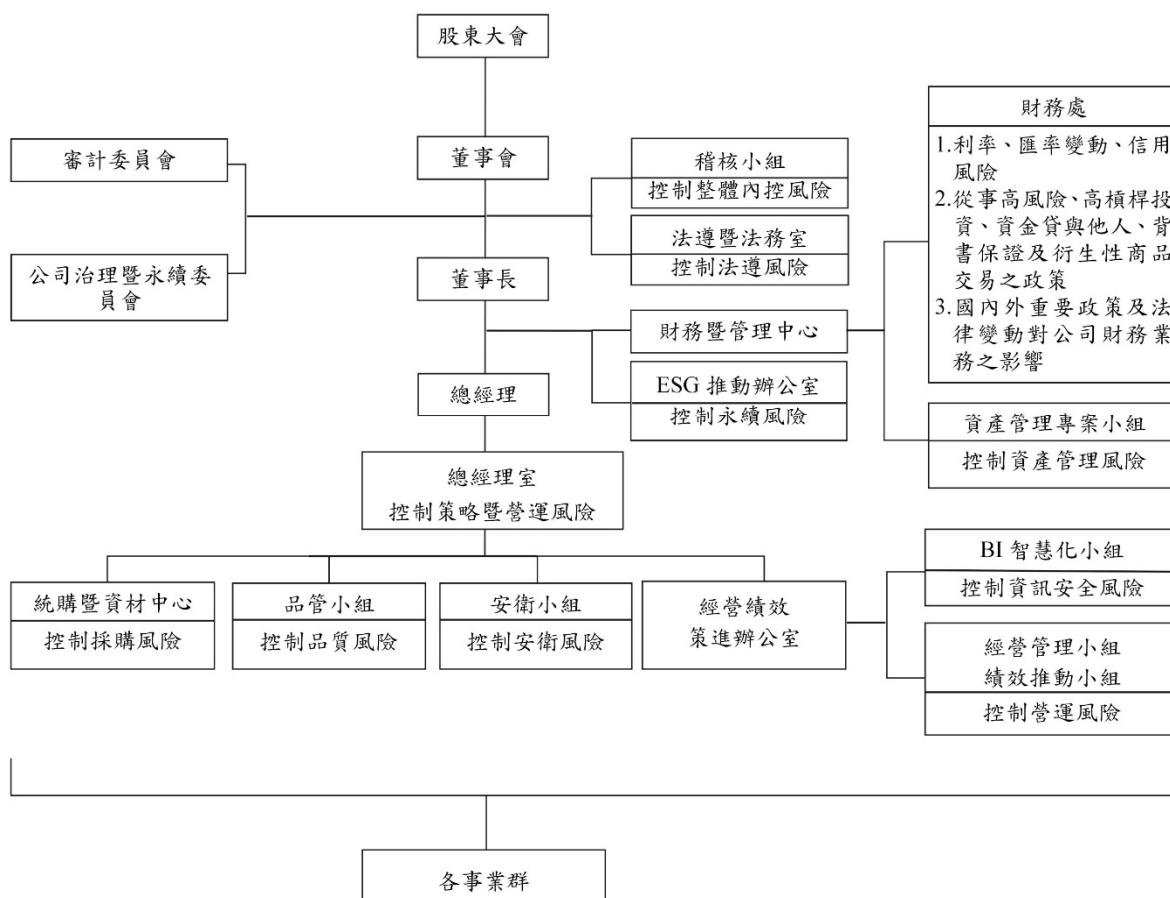 股東大會
審計委員會
公司治理暨永續委
員會
董事會
稽核小組
控制整體內控風險
法遵暨法務室
控制法遵風險
董事長
財務暨管理中心
ESG 推動辦公室
控制永續風險
財務處
1.利率、匯率變動、信用
風險
2.從事高風險、高槓桿投
資、資金貸與他人、背
書保證及衍生性商品
交易之政策
3.國內外重要政策及法
律變動對公司財務業
務之影響
資產管理專案小組
控制資產管理風險
總經理
總經理室
控制策略暨營運風險
統購暨資材中心
控制採購風險
品管小組
控制品質風險
安衛小組
控制安衛風險
經營績效
策進辦公室
BI 智慧化小組
控制資訊安全風險
經營管理小組
績效推動小組
控制營運風險
各事業群